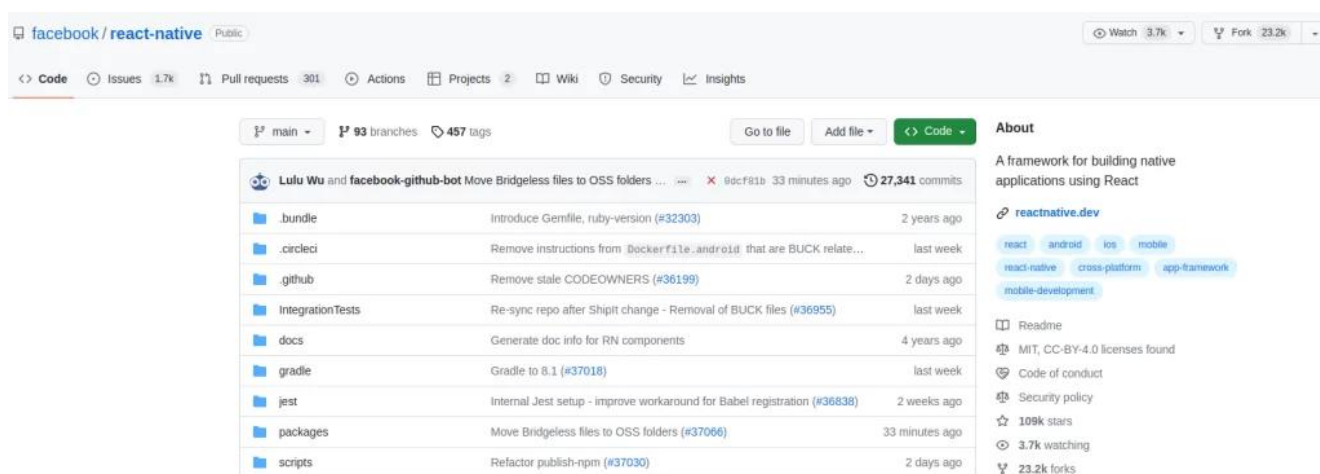 facebook / react-native Public
Watch 3.7k
Fork 23.2k
Code
Issues 1.7k
Pull requests 301
Actions
Projects 2
Wiki
Security
Insights
main
93 branches
457 tags
Go to file
Add file
Code
Lulu Wu and facebook-github-bot Move Bridgeless files to OSS folders ... 33 minutes ago 27,341 commits
.bundle Introduce Gemfile, ruby-version (#32303) 2 years ago
.circleci Remove instructions from Dockerfile.android that are BUCK relate... last week
.github Remove stale CODEOWNERS (#36199) 2 days ago
IntegrationTests Re-sync repo after ShipIt change - Removal of BUCK files (#36955) last week
docs Generate doc info for RN components 4 years ago
gradle Gradle to 8.1 (#37018) last week
jest Internal Jest setup - improve workaround for Babel registration (#36838) 2 weeks ago
packages Move Bridgeless files to OSS folders (#37066) 33 minutes ago
scripts Refactor publish-npm (#37030) 2 days ago
About
A framework for building native
applications using React
reactnative.dev
react android ios mobile
react-native cross-platform app-framework
mobile-development
Readme
MIT, CC-BY-4.0 licenses found
Code of conduct
Security policy
109k stars
3.7k watching
23.2k forks